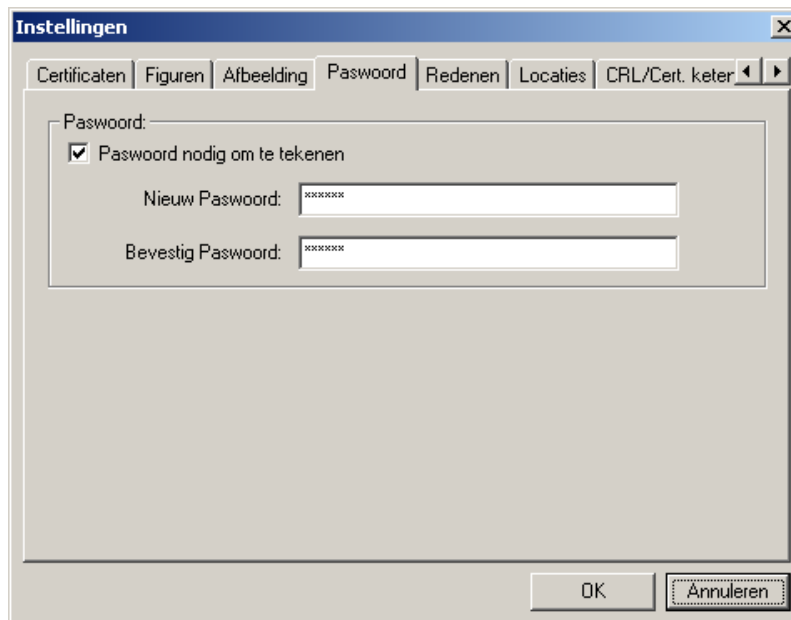 Instellingen
Certificaten Figuren Afbeelding Paswoord Redenen Locaties CRL/Cert. keter
Paswoord:
Paswoord nodig om te tekenen
Nieuw Paswoord: ******
Bevestig Paswoord: ******
OK Annuleren